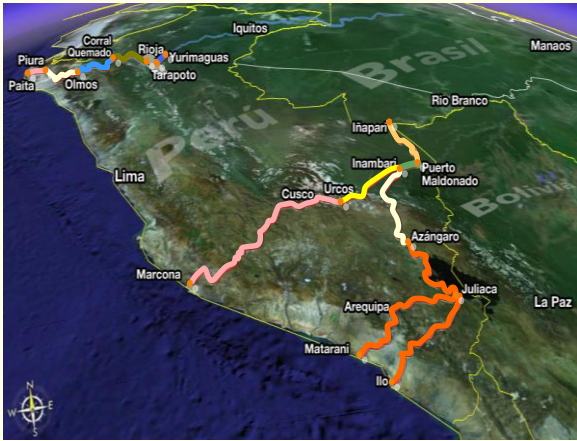 Iquitos
Manaos
Corral
Quemado
Rioja
Yurimaguas
Piura
Tarapoto
Paita
Olmos
Brasil
Rio Branco
Perú
Iñapari
Inambari
Puerto
Maldonado
Lima
Cusco
Urcos
Bolivia
Azángaro
Marcona
Juliaca
La Paz
Arequipa
Matarani
Ilo
N
W
E
S